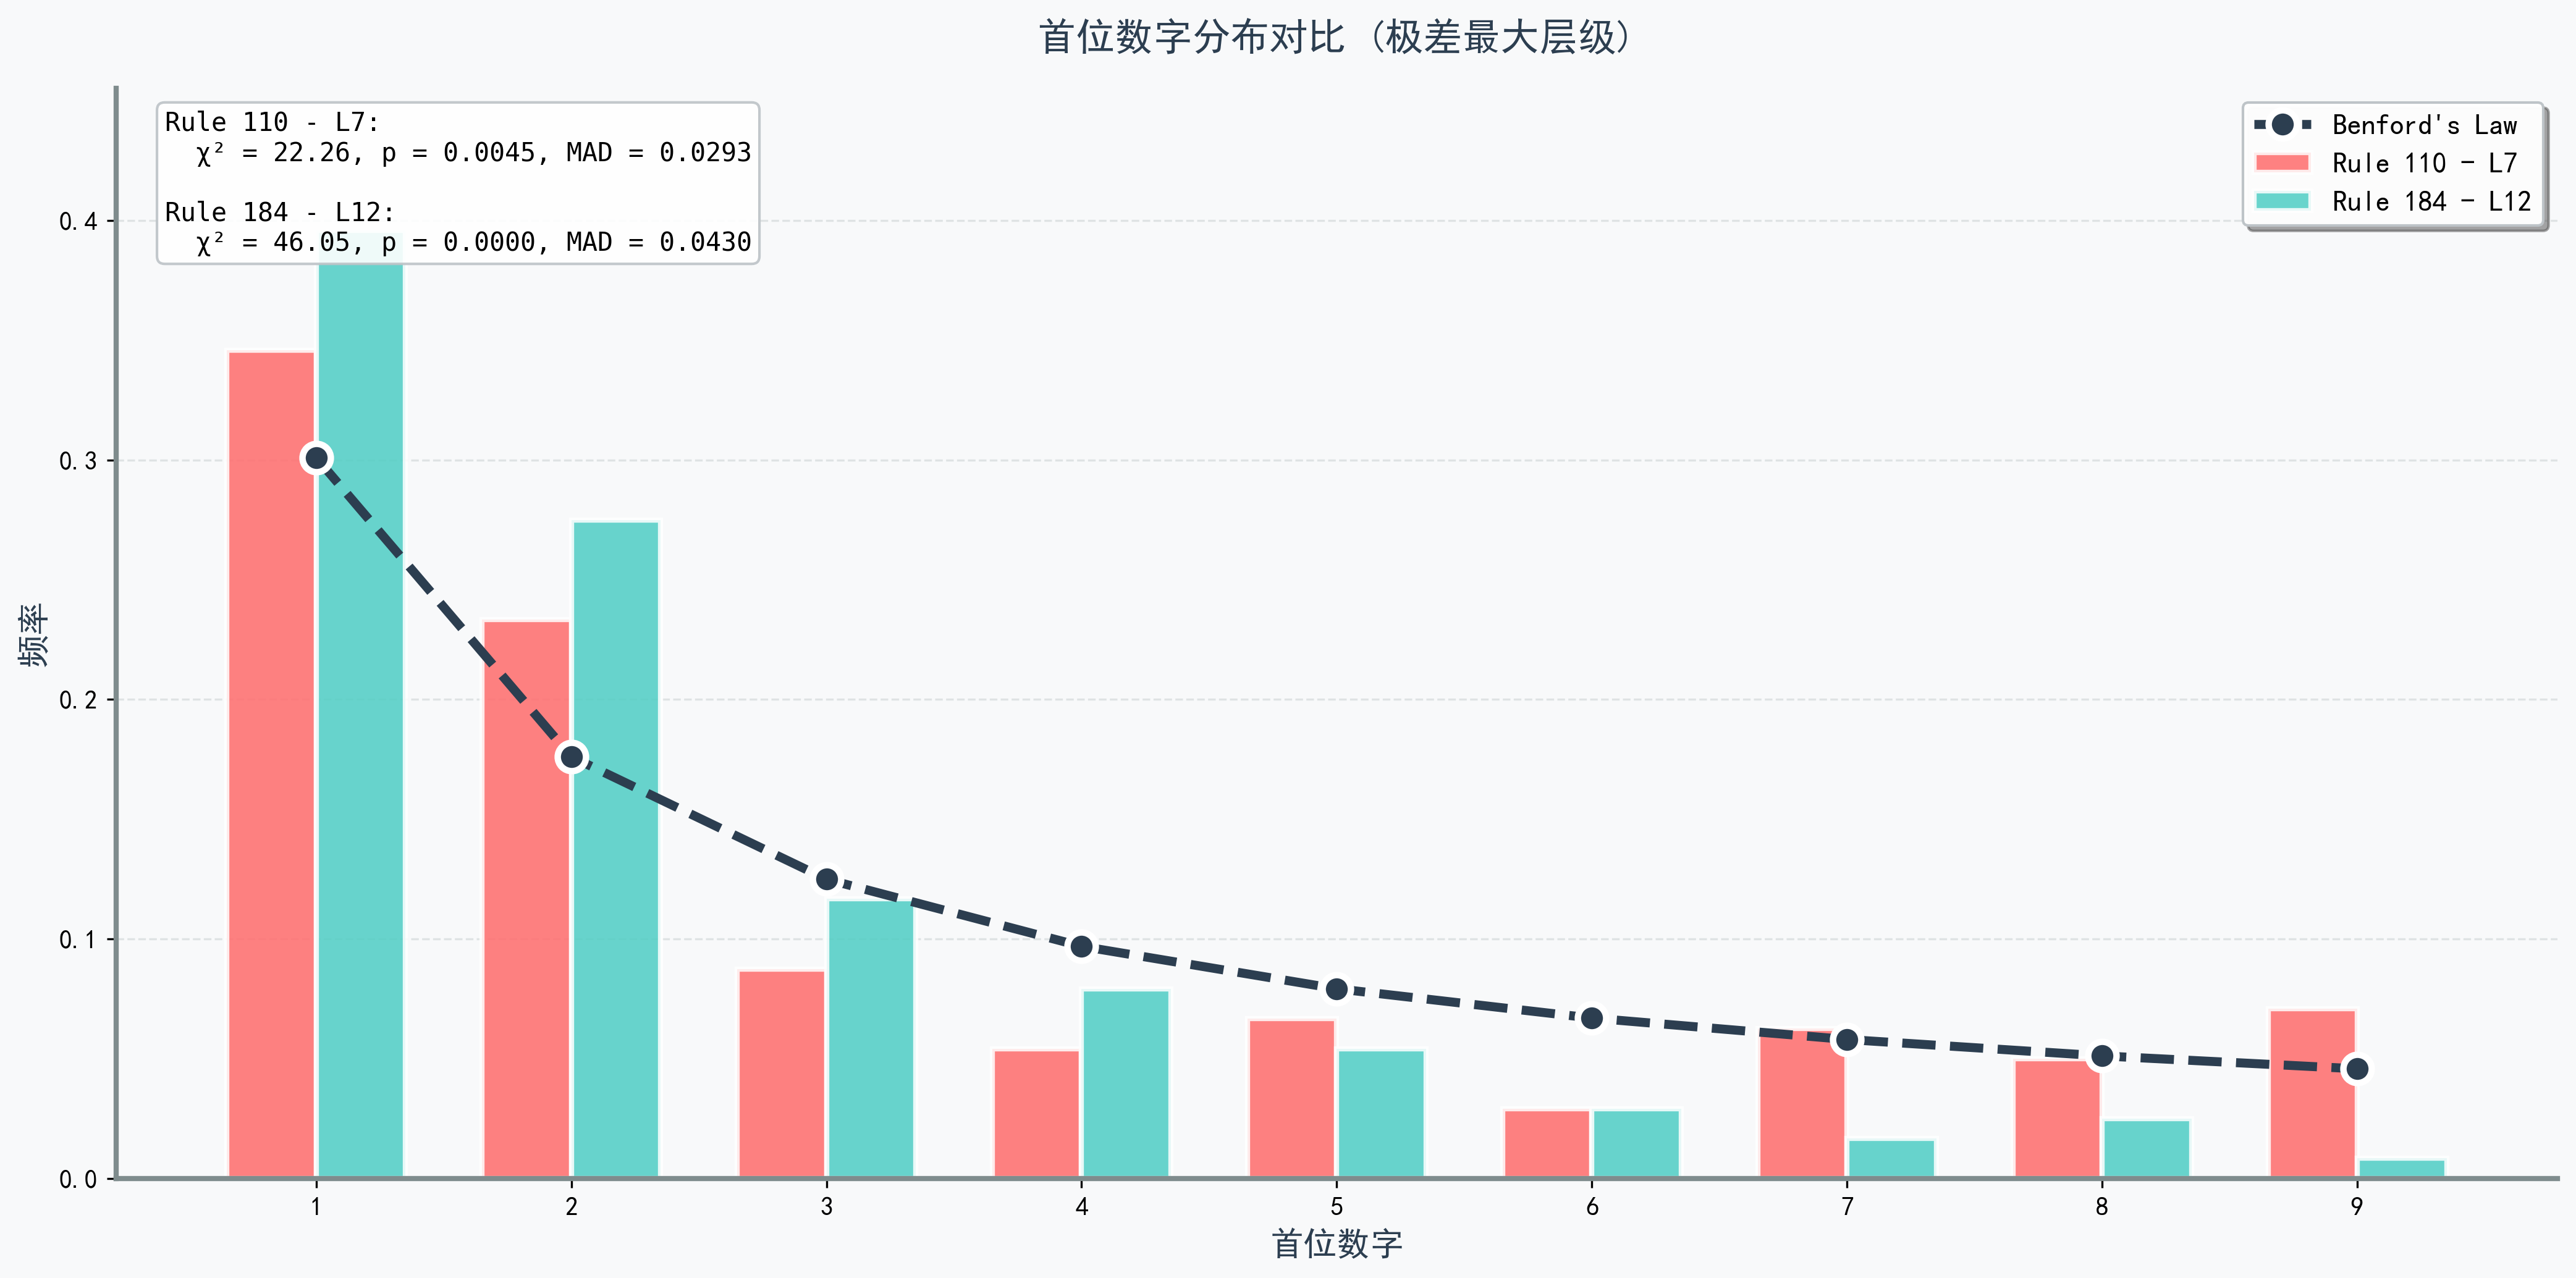 首位数字分布对比 (极差最大层级)
Rule 110 - L7:
χ² = 22.26, p = 0.0045, MAD = 0.0293
Rule 184 - L12:
χ² = 46.05, p = 0.0000, MAD = 0.0430
Benford's Law
Rule 110 - L7
Rule 184 - L12
频率
0.4
0.3
0.2
0.1
0.0
1 2 3 4 5 6 7 8 9
首位数字